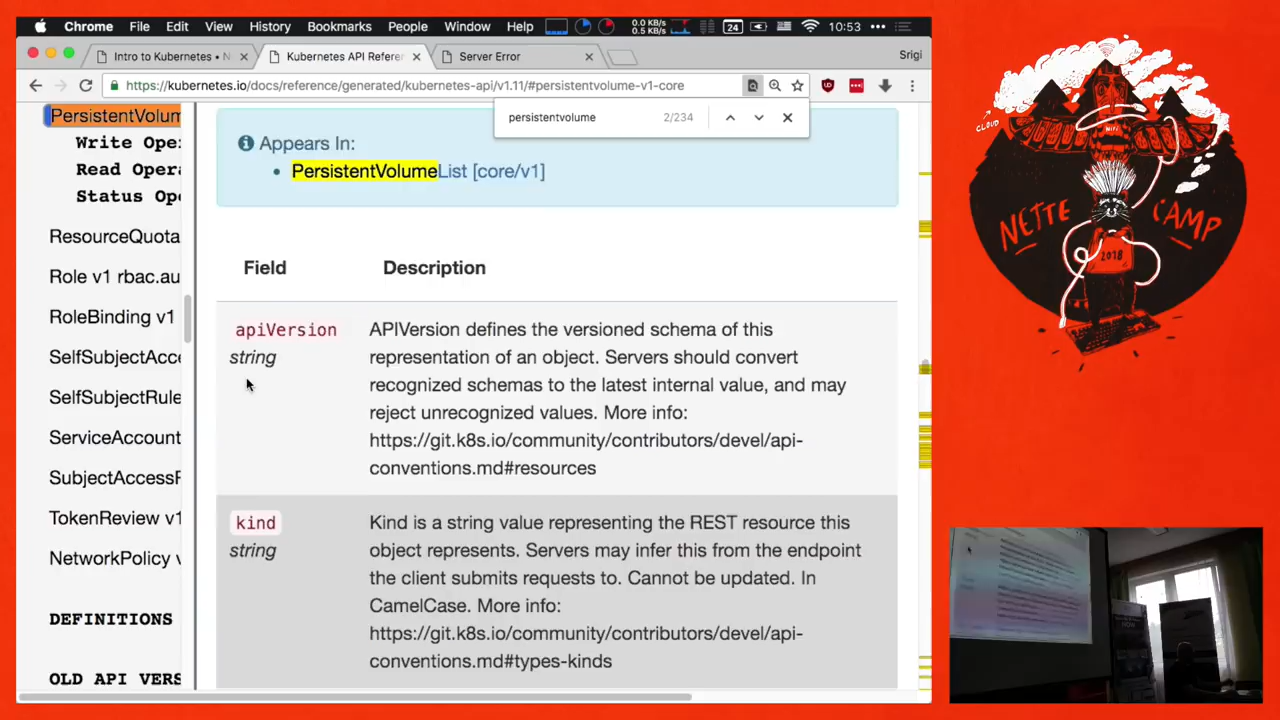 Chrome File Edit View History Bookmarks People Window Help 0.0 KB/s 0.5 KB/s 24 10:53
Intro to Kubernetes • N Kubernetes API Refere Server Error Srigi
https://kubernetes.io/docs/reference/generated/kubernetes-api/v1.11/#persistentvolume-v1-core
persistentvolume 2/234
PersistentVolum
Write Ope
Read Opera
Status Op
ResourceQuota
Role v1 rbac.au
RoleBinding v1
SelfSubjectAcce
SelfSubjectRule
ServiceAccount
SubjectAccessR
TokenReview v1
NetworkPolicy v
DEFINITIONS
OLD API VERS
Appears In:
PersistentVolumeList [core/v1]
Field Description
apiVersion
string
APIVersion defines the versioned schema of this
representation of an object. Servers should convert
recognized schemas to the latest internal value, and may
reject unrecognized values. More info:
https://git.k8s.io/community/contributors/devel/api-
conventions.md#resources
kind
string
Kind is a string value representing the REST resource this
object represents. Servers may infer this from the endpoint
the client submits requests to. Cannot be updated. In
CamelCase. More info:
https://git.k8s.io/community/contributors/devel/api-
conventions.md#types-kinds
CLOUD
WIFI
NETTE CAMP
2018